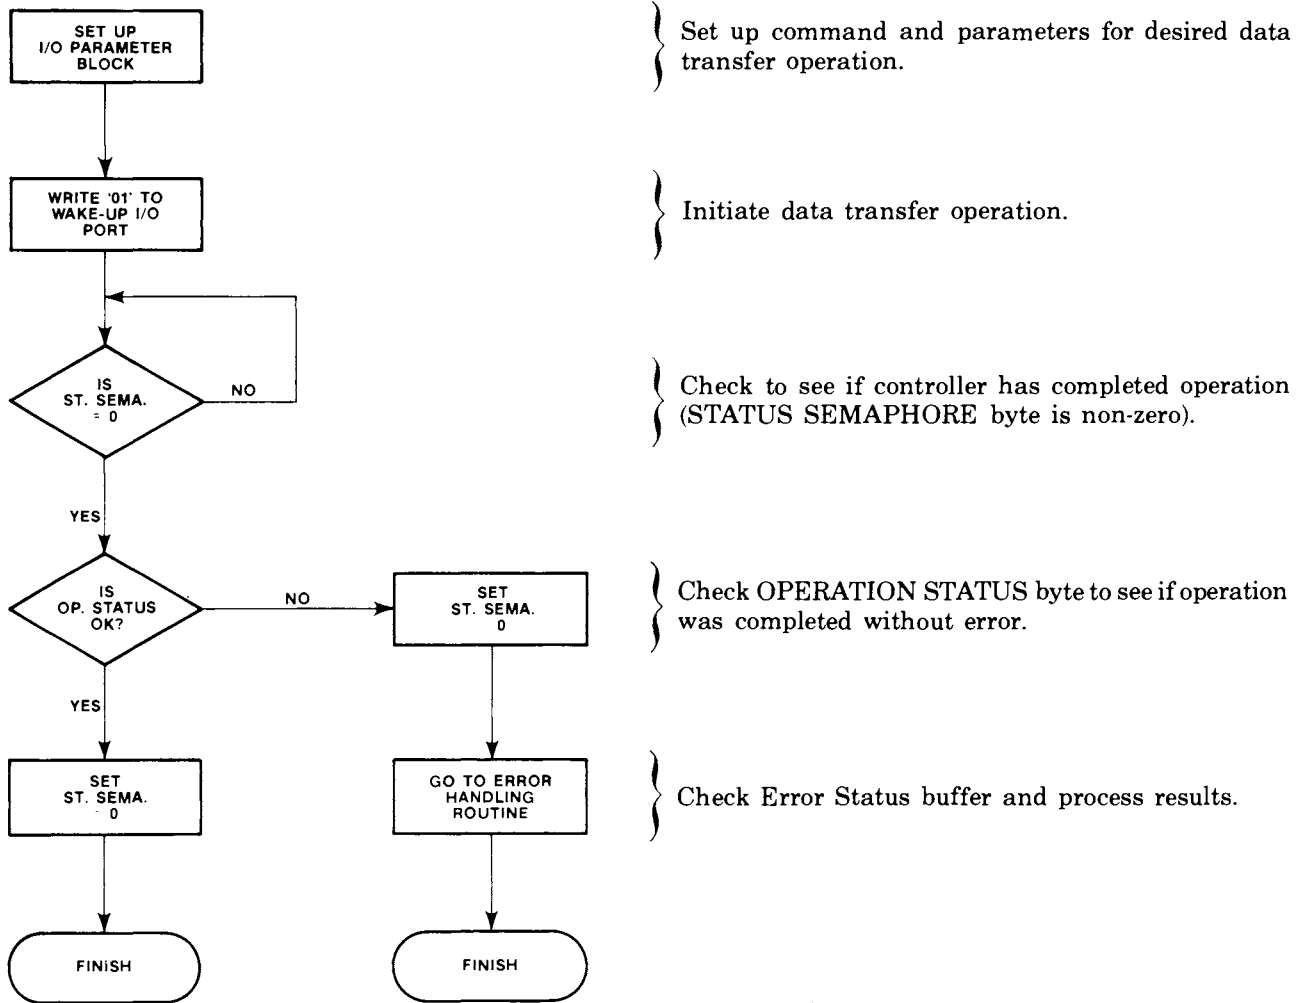 SET UP
I/O PARAMETER
BLOCK
Set up command and parameters for desired data
transfer operation.
WRITE '01' TO
WAKE-UP I/O
PORT
Initiate data transfer operation.
IS
ST. SEMA.
= 0
NO
Check to see if controller has completed operation
(STATUS SEMAPHORE byte is non-zero).
YES
IS
OP. STATUS
OK?
NO
SET
ST. SEMA.
0
Check OPERATION STATUS byte to see if operation
was completed without error.
YES
SET
ST. SEMA.
- 0
GO TO ERROR
HANDLING
ROUTINE
Check Error Status buffer and process results.
FINISH
FINISH